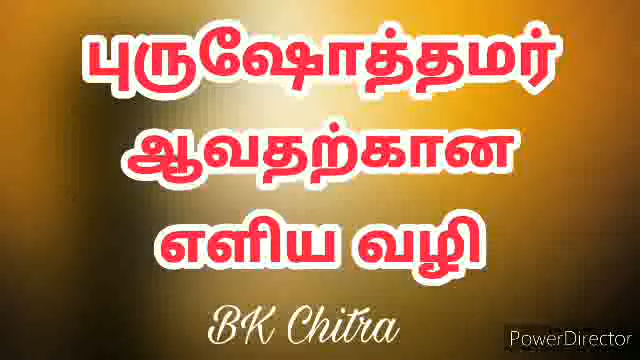 புருஷோத்தமர்
ஆவதற்கான
எளிய வழி
BK Chitra
PowerDirector